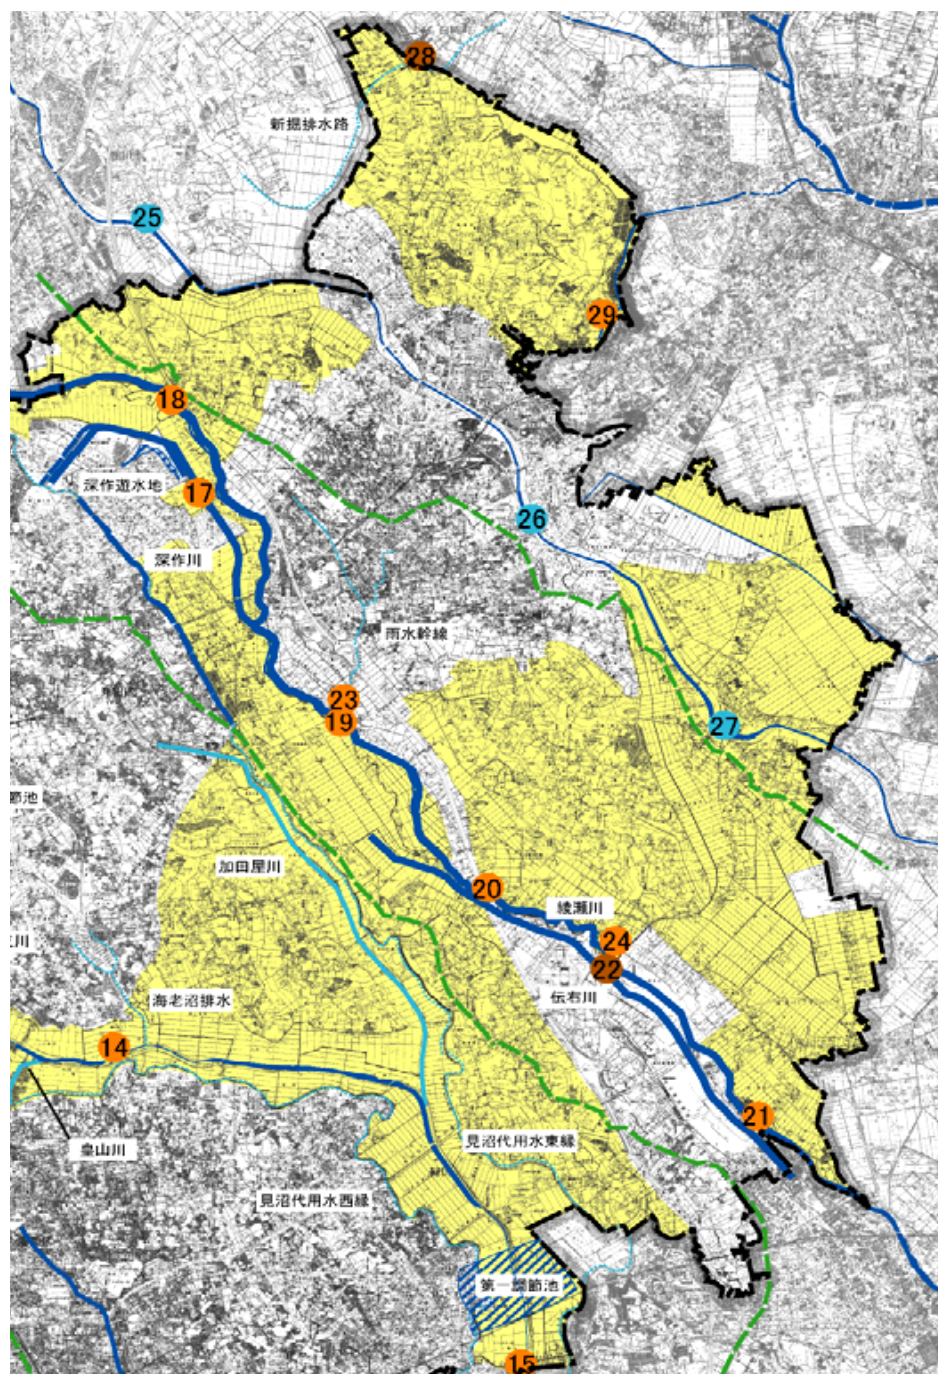 28
新掘排水路
25
29
18
深作遊水地
17
26
深作川
雨水幹線
23
19
27
節池
加田屋川
20
綾瀬川
24
22
伝右川
川
海老沼排水
14
21
見沼代用水東縁
皇山川
見沼代用水西縁
第一調節池
15